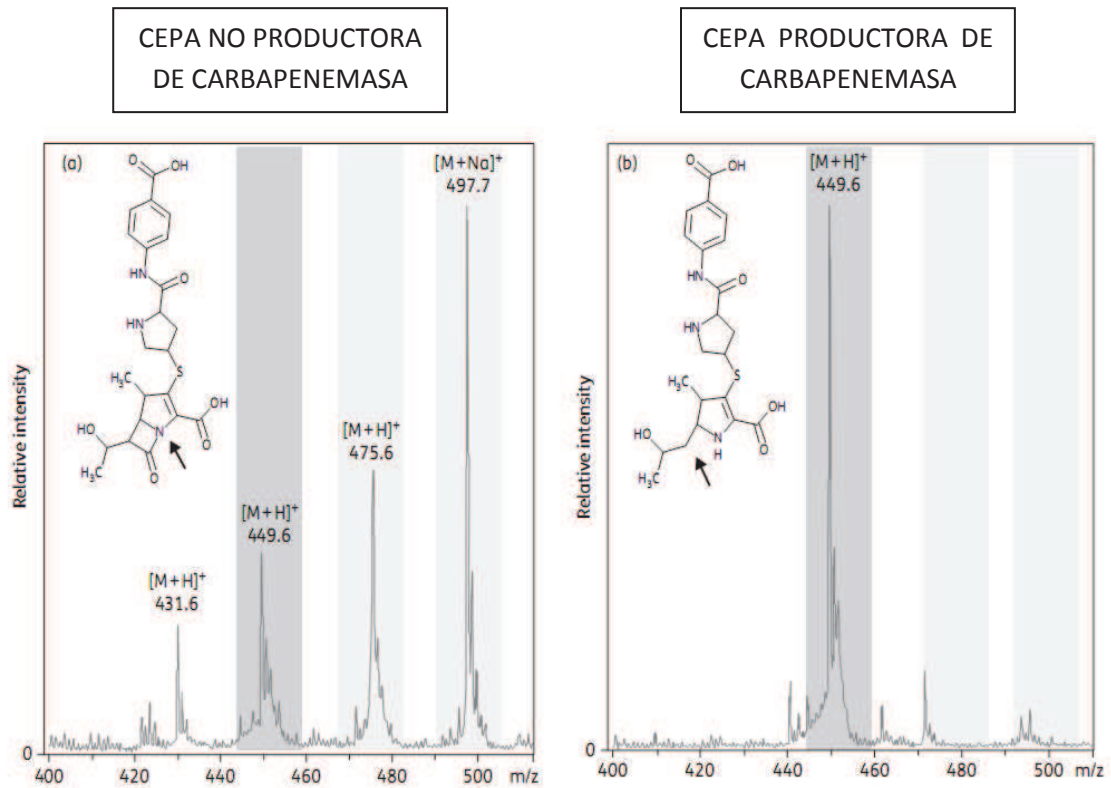 CEPA NO PRODUCTORA
DE CARBAPENEMASA
CEPA PRODUCTORA DE
CARBAPENEMASA
(a)
O
OH
HN
O
HN
S
H₃C
OH
HO
N
O
H₃C
O
[M+Na]⁺
497.7
[M+H]⁺
475.6
[M+H]⁺
449.6
[M+H]⁺
431.6
Relative intensity
0
400 420 440 460 480 500 m/z
(b)
O
OH
HN
O
HN
S
H₃C
OH
HO
N
H
O
H₃C
[M+H]⁺
449.6
Relative intensity
0
400 420 440 460 480 500 m/z